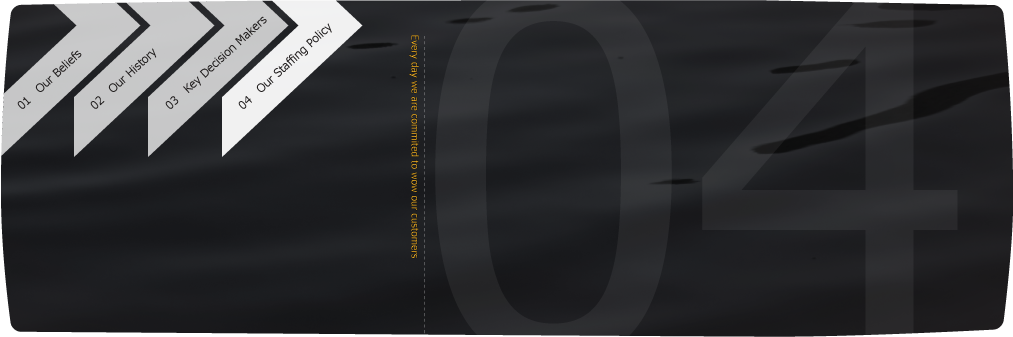 01 Our Beliefs
02 Our History
03 Key Decision Makers
04 Our Staffing Policy
Every day we are commited to wow our customers
04